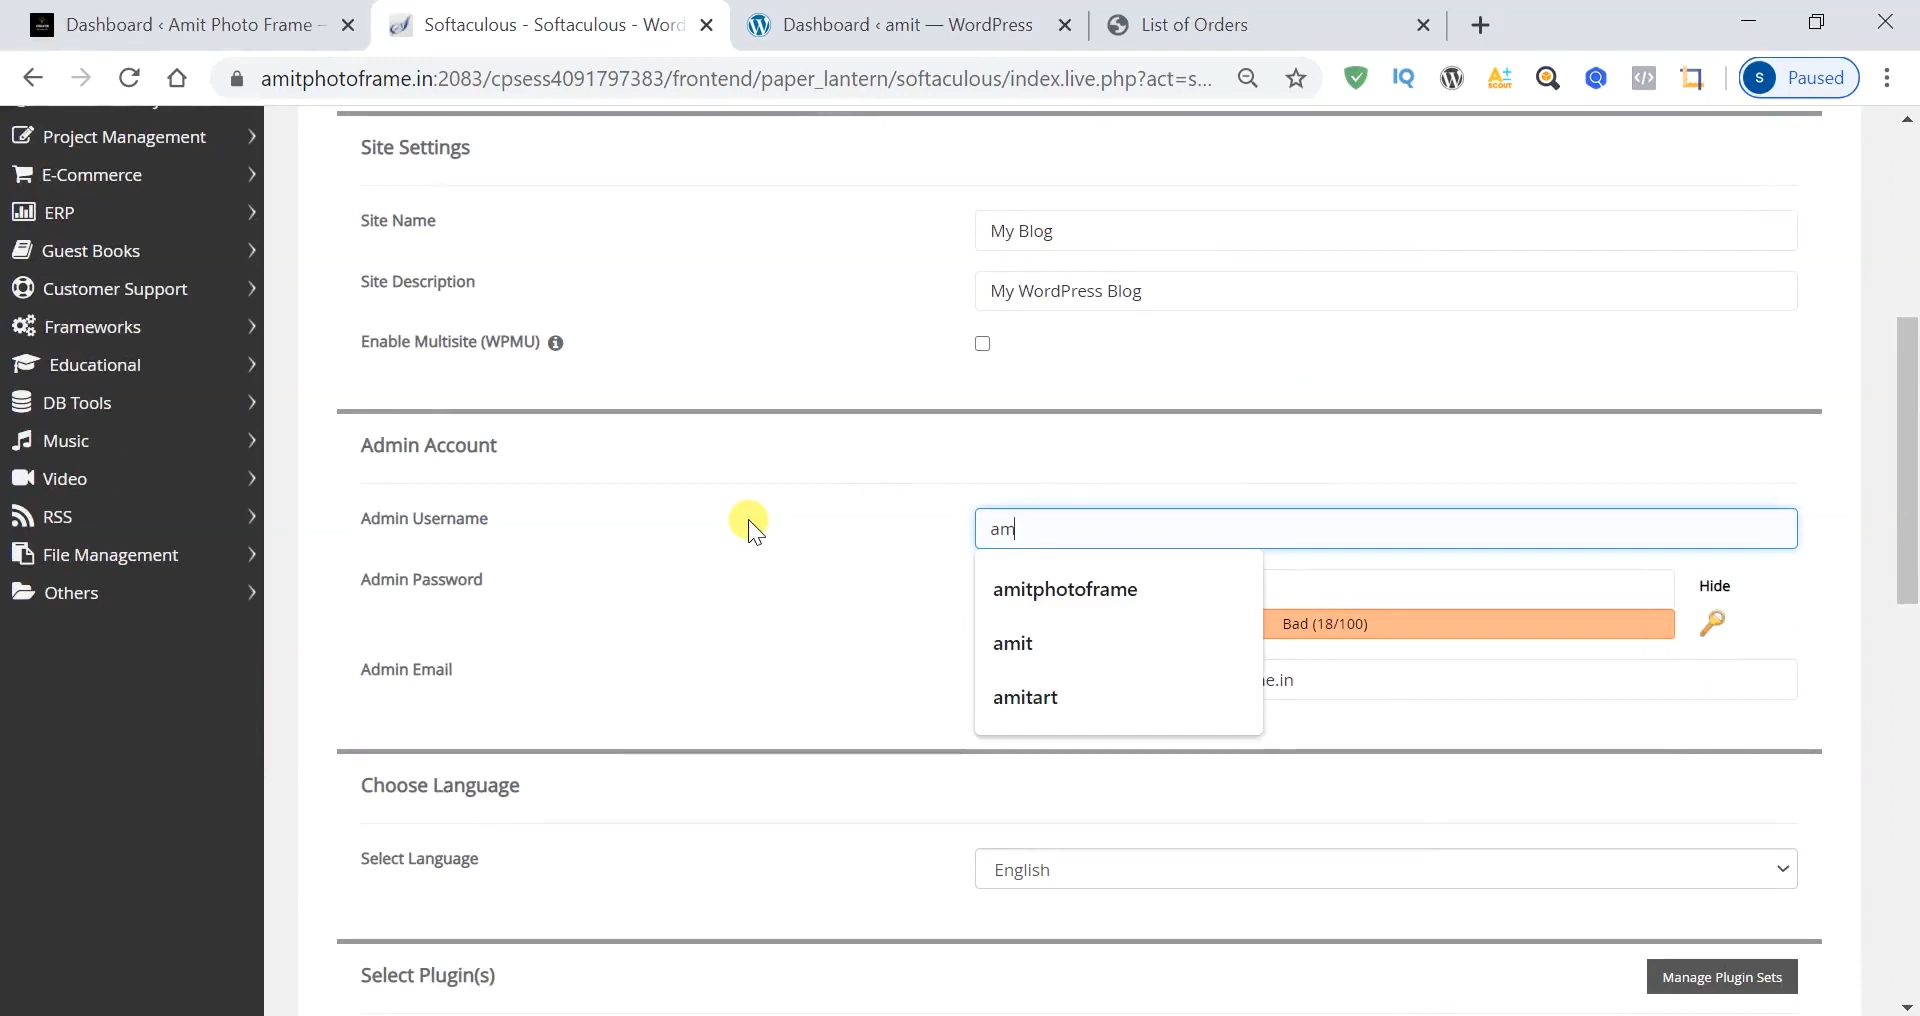 Dashboard ‹ Amit Photo Frame –
Softaculous - Softaculous - Word
Dashboard ‹ amit — WordPress
List of Orders
amitphotoframe.in:2083/cpsess4091797383/frontend/paper_lantern/softaculous/index.live.php?act=s...
IQ
A±
SCOUT
S
Paused
Project Management
E-Commerce
ERP
Guest Books
Customer Support
Frameworks
Educational
DB Tools
Music
Video
RSS
File Management
Others
Site Settings
Site Name
My Blog
Site Description
My WordPress Blog
Enable Multisite (WPMU)
Admin Account
Admin Username
am
amitphotoframe
amit
amitart
Admin Password
Hide
Bad (18/100)
Admin Email
e.in
Choose Language
Select Language
English
Select Plugin(s)
Manage Plugin Sets